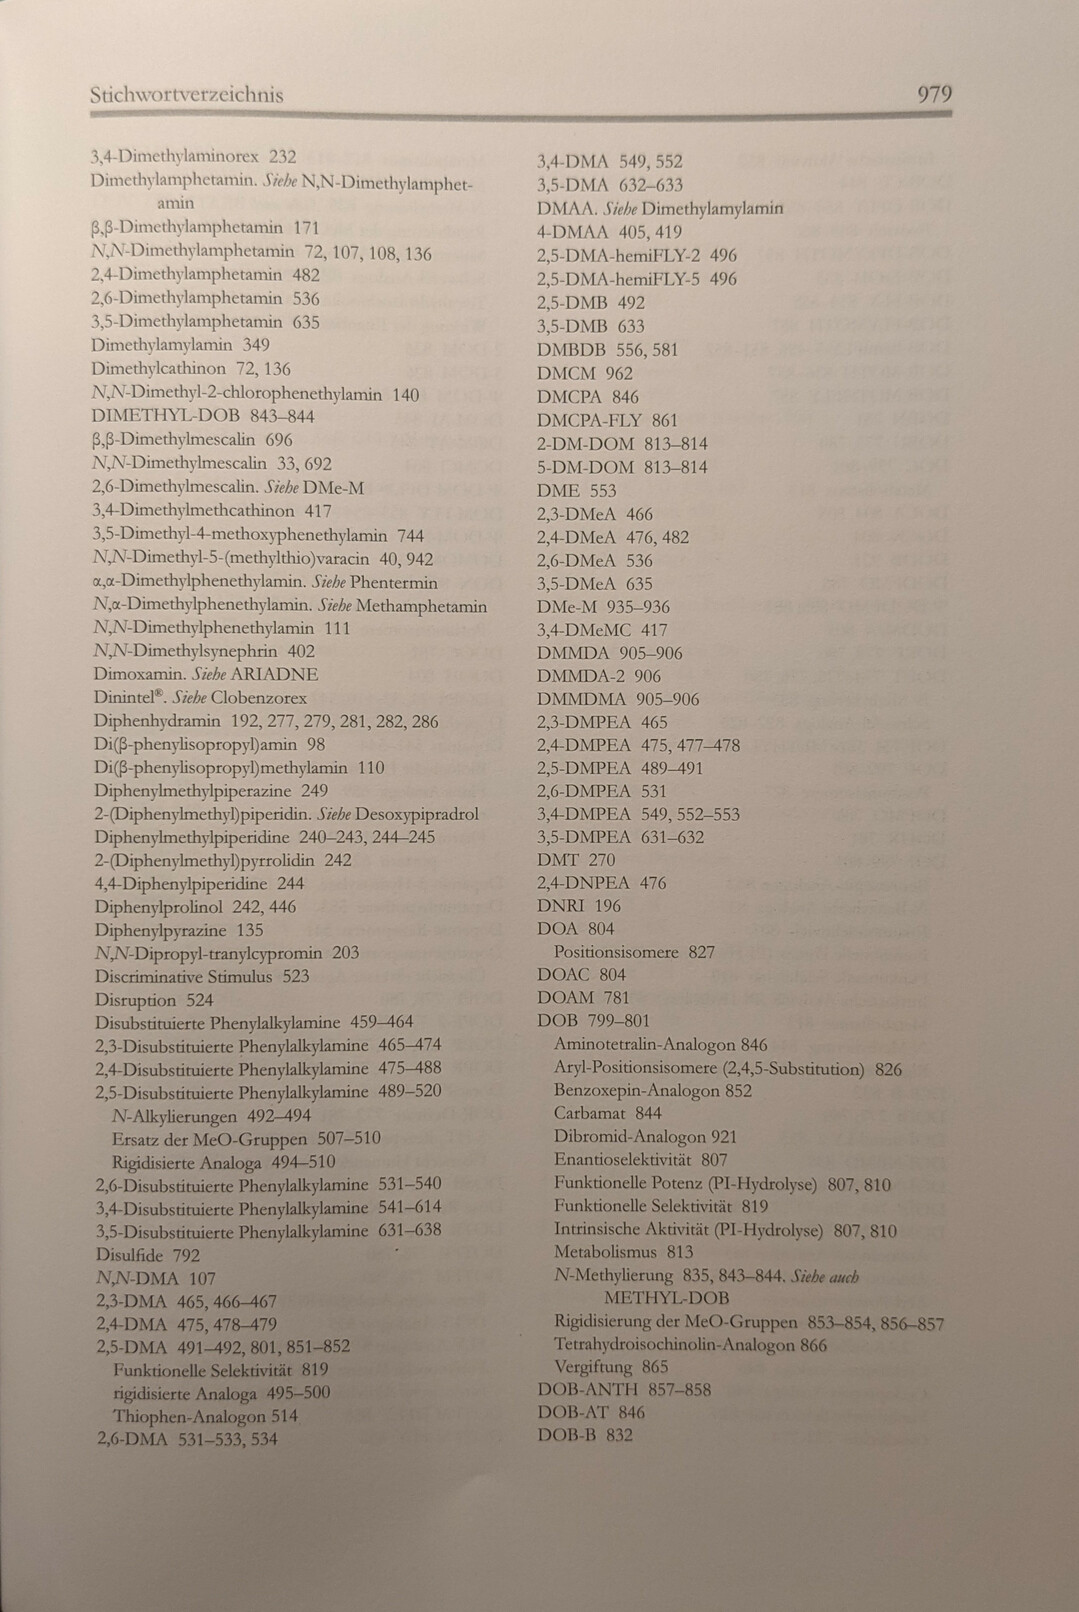 Stichwortverzeichnis 979
3,4-Dimethylaminorex 232
Dimethylamphetamin. Siehe N,N-Dimethylamphet-
amin
β,β-Dimethylamphetamin 171
N,N-Dimethylamphetamin 72, 107, 108, 136
2,4-Dimethylamphetamin 482
2,6-Dimethylamphetamin 536
3,5-Dimethylamphetamin 635
Dimethylamylamin 349
Dimethylcathinon 72, 136
N,N-Dimethyl-2-chlorophenethylamin 140
DIMETHYL-DOB 843–844
β,β-Dimethylmescalin 696
N,N-Dimethylmescalin 33, 692
2,6-Dimethylmescalin. Siehe DMe-M
3,4-Dimethylmethcathinon 417
3,5-Dimethyl-4-methoxyphenethylamin 744
N,N-Dimethyl-5-(methylthio)varacin 40, 942
α,α-Dimethylphenethylamin. Siehe Phentermin
N,α-Dimethylphenethylamin. Siehe Methamphetamin
N,N-Dimethylphenethylamin 111
N,N-Dimethylsynephrin 402
Dimoxamin. Siehe ARIADNE
Dinintel®. Siehe Clobenzorex
Diphenhydramin 192, 277, 279, 281, 282, 286
Di(β-phenylisopropyl)amin 98
Di(β-phenylisopropyl)methylamin 110
Diphenylmethylpiperazine 249
2-(Diphenylmethyl)piperidin. Siehe Desoxypipradrol
Diphenylmethylpiperidine 240–243, 244–245
2-(Diphenylmethyl)pyrrolidin 242
4,4-Diphenylpiperidine 244
Diphenylprolinol 242, 446
Diphenylpyrazine 135
N,N-Dipropyl-tranylcypromin 203
Discriminative Stimulus 523
Disruption 524
Disubstituierte Phenylalkylamine 459–464
2,3-Disubstituierte Phenylalkylamine 465–474
2,4-Disubstituierte Phenylalkylamine 475–488
2,5-Disubstituierte Phenylalkylamine 489–520
N-Alkylierungen 492–494
Ersatz der MeO-Gruppen 507–510
Rigidisierte Analoga 494–510
2,6-Disubstituierte Phenylalkylamine 531–540
3,4-Disubstituierte Phenylalkylamine 541–614
3,5-Disubstituierte Phenylalkylamine 631–638
Disulfide 792
N,N-DMA 107
2,3-DMA 465, 466–467
2,4-DMA 475, 478–479
2,5-DMA 491–492, 801, 851–852
Funktionelle Selektivität 819
rigidisierte Analoga 495–500
Thiophen-Analogon 514
2,6-DMA 531–533, 534
3,4-DMA 549, 552
3,5-DMA 632–633
DMAA. Siehe Dimethylamylamin
4-DMAA 405, 419
2,5-DMA-hemiFLY-2 496
2,5-DMA-hemiFLY-5 496
2,5-DMB 492
3,5-DMB 633
DMBDB 556, 581
DMCM 962
DMCPA 846
DMCPA-FLY 861
2-DM-DOM 813–814
5-DM-DOM 813–814
DME 553
2,3-DMeA 466
2,4-DMeA 476, 482
2,6-DMeA 536
3,5-DMeA 635
DMe-M 935–936
3,4-DMeMC 417
DMMDA 905–906
DMMDA-2 906
DMMDMA 905–906
2,3-DMPEA 465
2,4-DMPEA 475, 477–478
2,5-DMPEA 489–491
2,6-DMPEA 531
3,4-DMPEA 549, 552–553
3,5-DMPEA 631–632
DMT 270
2,4-DNPEA 476
DNRI 196
DOA 804
Positionsisomere 827
DOAC 804
DOAM 781
DOB 799–801
Aminotetralin-Analogon 846
Aryl-Positionsisomere (2,4,5-Substitution) 826
Benzoxepin-Analogon 852
Carbamat 844
Dibromid-Analogon 921
Enantioselektivität 807
Funktionelle Potenz (PI-Hydrolyse) 807, 810
Funktionelle Selektivität 819
Intrinsische Aktivität (PI-Hydrolyse) 807, 810
Metabolismus 813
N-Methylierung 835, 843–844. Siehe auch
METHYL-DOB
Rigidisierung der MeO-Gruppen 853–854, 856–857
Tetrahydroisochinolin-Analogon 866
Vergiftung 865
DOB-ANTH 857–858
DOB-AT 846
DOB-B 832